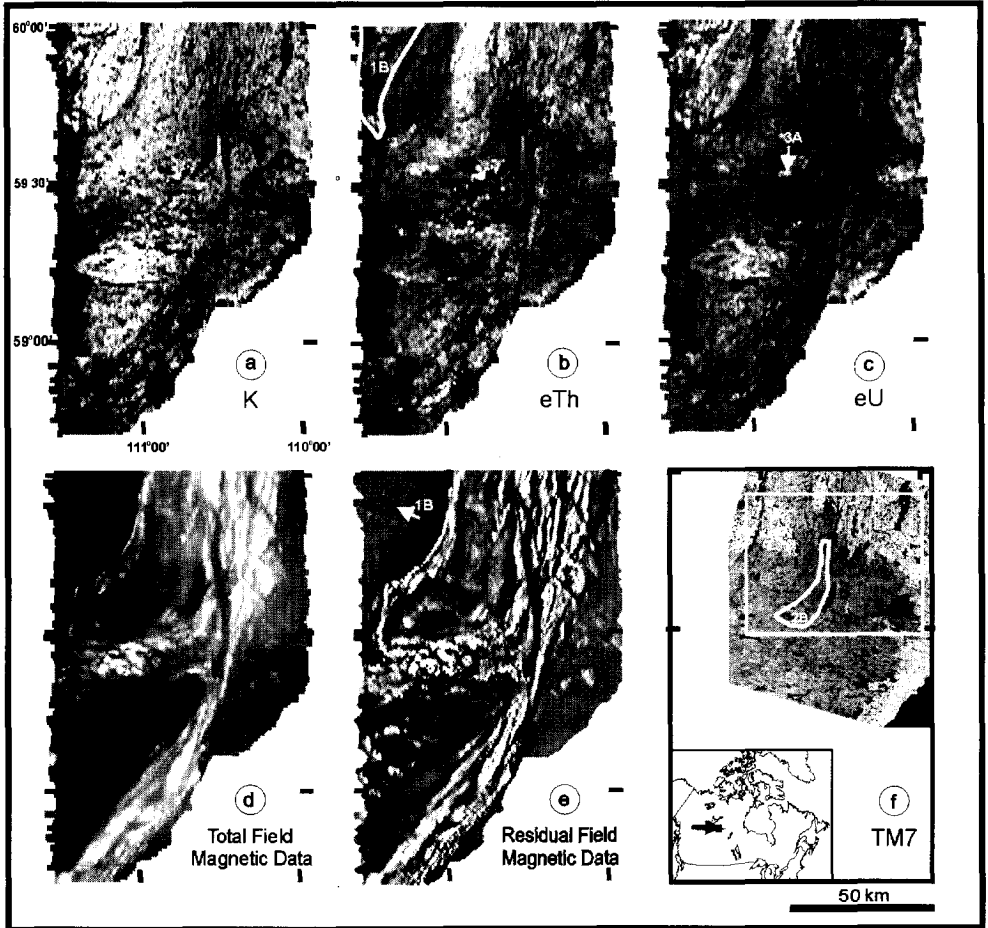 60°00'
59 30'
59°00'
111°00'
110°00'
a
K
1B
b
eTh
3A
c
eU
d
Total Field
Magnetic Data
1B
e
Residual Field
Magnetic Data
2B
f
TM7
50 km